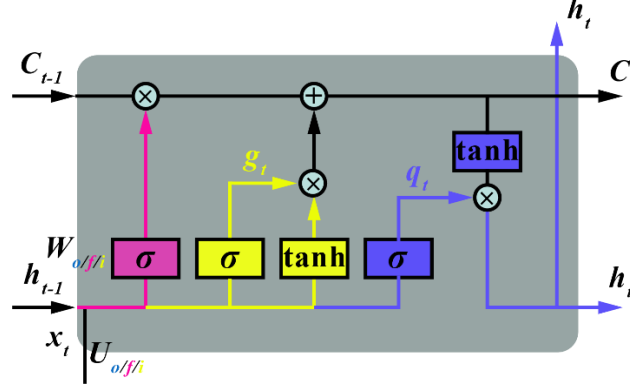 h_t
C_{t-1}
C
×
+
tanh
g_t
q_t
×
×
W_{o/f/i}
σ
σ
tanh
σ
h_{t-1}
h_t
x_t
U_{o/f/i}